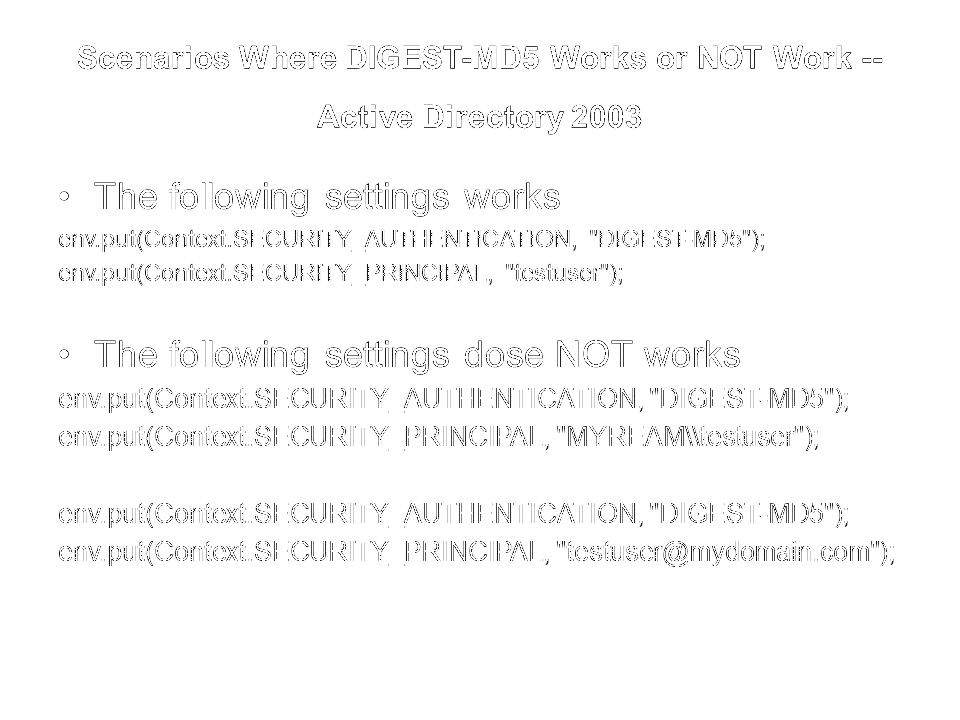 Scenarios Where DIGEST-MD5 Works or NOT Work --
Active Directory 2003
• The following settings works
env.put(Context.SECURITY_AUTHENTICATION, "DIGEST-MD5");
env.put(Context.SECURITY_PRINCIPAL, "testuser");
• The following settings dose NOT works
env.put(Context.SECURITY_AUTHENTICATION, "DIGEST-MD5");
env.put(Context.SECURITY_PRINCIPAL, "MYREAM\\testuser");
env.put(Context.SECURITY_AUTHENTICATION, "DIGEST-MD5");
env.put(Context.SECURITY_PRINCIPAL, "testuser@mydomain.com");